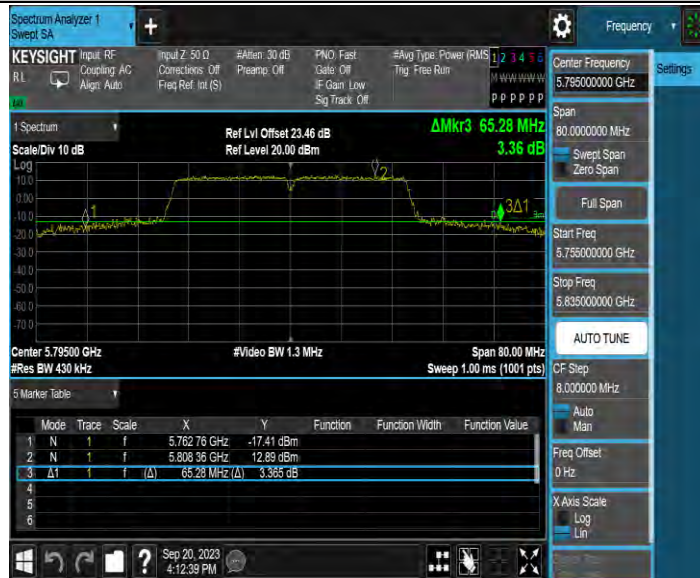 Spectrum Analyzer 1
Swept SA
+
Frequency
KEYSIGHT
RL
Input: RF
Coupling: AC
Align: Auto
Input Z: 50 Ω
Corrections: Off
Freq Ref: Int (S)
#Atten: 30 dB
Preamp: Off
PNO: Fast
Gate: Off
IF Gain: Low
Sig Track: Off
#Avg Type: Power (RMS
Trig: Free Run
1 2 3 4 5 6
M W W W W W
P P P P P P
1 Spectrum
Scale/Div 10 dB
Ref Lvl Offset 23.46 dB
Ref Level 20.00 dBm
ΔMkr3 65.28 MHz
3.36 dB
Log
10.0
0.00
-10.0
-20.0
-30.0
-40.0
-50.0
-60.0
-70.0
1
2
3Δ1
Center 5.79500 GHz
#Res BW 430 kHz
#Video BW 1.3 MHz
Span 80.00 MHz
Sweep 1.00 ms (1001 pts)
5 Marker Table
Mode Trace Scale X Y Function Function Width Function Value
1 N 1 f 5.762 76 GHz -17.41 dBm
2 N 1 f 5.808 36 GHz 12.89 dBm
3 Δ1 1 f (Δ) 65.28 MHz (Δ) 3.365 dB
4
5
6
Sep 20, 2023
4:12:39 PM
Center Frequency
5.795000000 GHz
Settings
Span
80.0000000 MHz
Swept Span
Zero Span
Full Span
Start Freq
5.755000000 GHz
Stop Freq
5.835000000 GHz
AUTO TUNE
CF Step
8.000000 MHz
Auto
Man
Freq Offset
0 Hz
X Axis Scale
Log
Lin